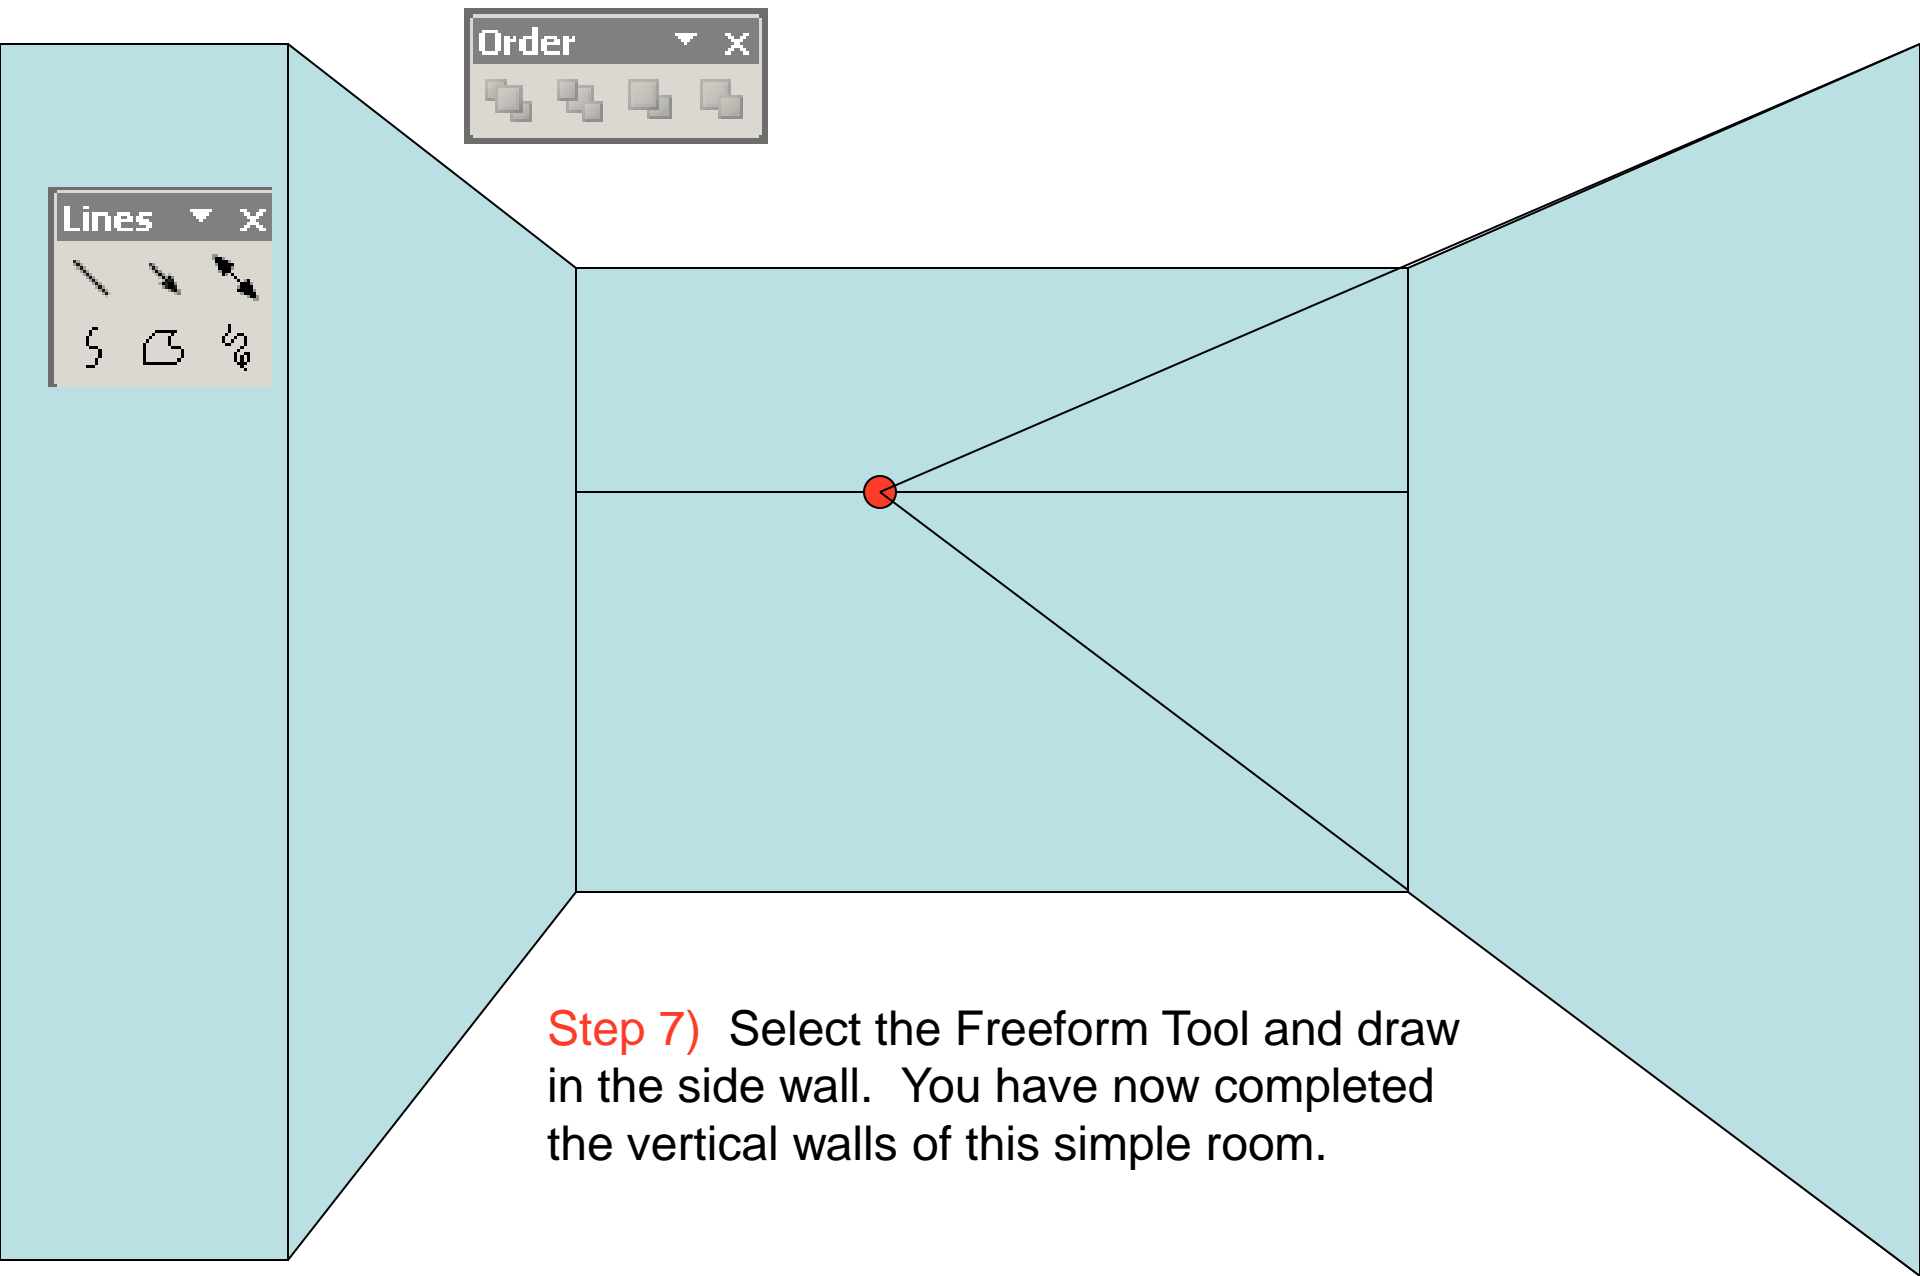 Order
Lines
Step 7)  Select the Freeform Tool and draw
in the side wall.  You have now completed
the vertical walls of this simple room.